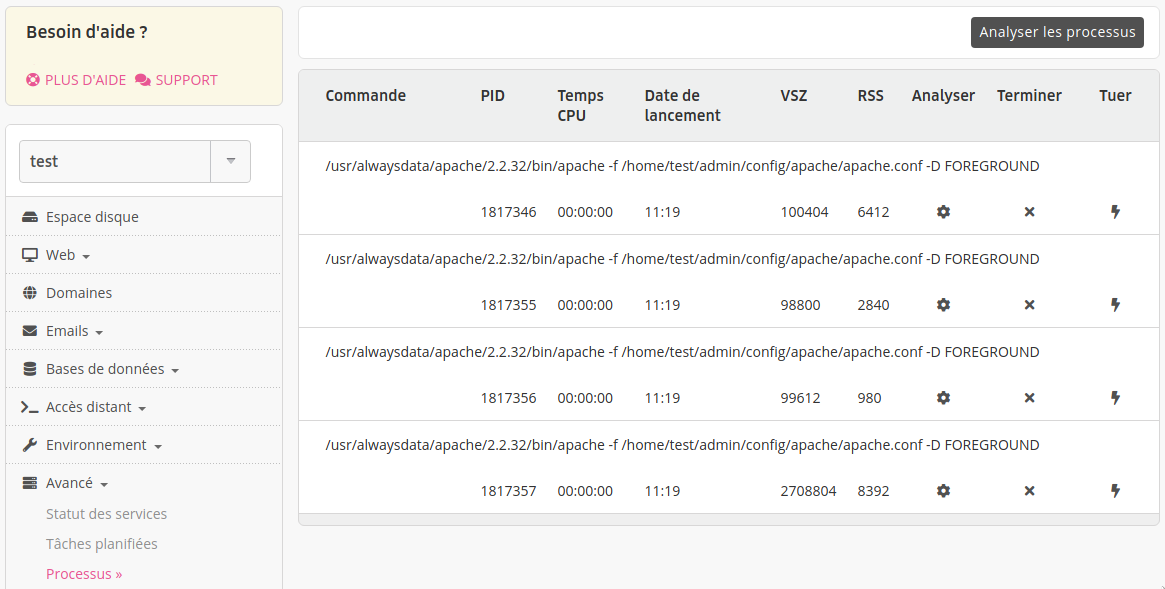 Besoin d'aide ?
PLUS D'AIDE SUPPORT
test
Espace disque
Web
Domaines
Emails
Bases de données
Accès distant
Environnement
Avancé
Statut des services
Tâches planifiées
Processus »
Analyser les processus
Commande PID Temps CPU Date de lancement VSZ RSS Analyser Terminer Tuer
/usr/alwaysdata/apache/2.2.32/bin/apache -f /home/test/admin/config/apache/apache.conf -D FOREGROUND
1817346 00:00:00 11:19 100404 6412
/usr/alwaysdata/apache/2.2.32/bin/apache -f /home/test/admin/config/apache/apache.conf -D FOREGROUND
1817355 00:00:00 11:19 98800 2840
/usr/alwaysdata/apache/2.2.32/bin/apache -f /home/test/admin/config/apache/apache.conf -D FOREGROUND
1817356 00:00:00 11:19 99612 980
/usr/alwaysdata/apache/2.2.32/bin/apache -f /home/test/admin/config/apache/apache.conf -D FOREGROUND
1817357 00:00:00 11:19 2708804 8392